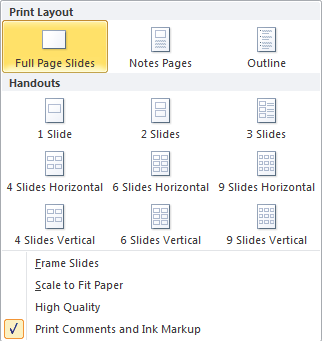 Print Layout
Full Page Slides Notes Pages Outline
Handouts
1 Slide 2 Slides 3 Slides
4 Slides Horizontal 6 Slides Horizontal 9 Slides Horizontal
4 Slides Vertical 6 Slides Vertical 9 Slides Vertical
Frame Slides
Scale to Fit Paper
High Quality
Print Comments and Ink Markup